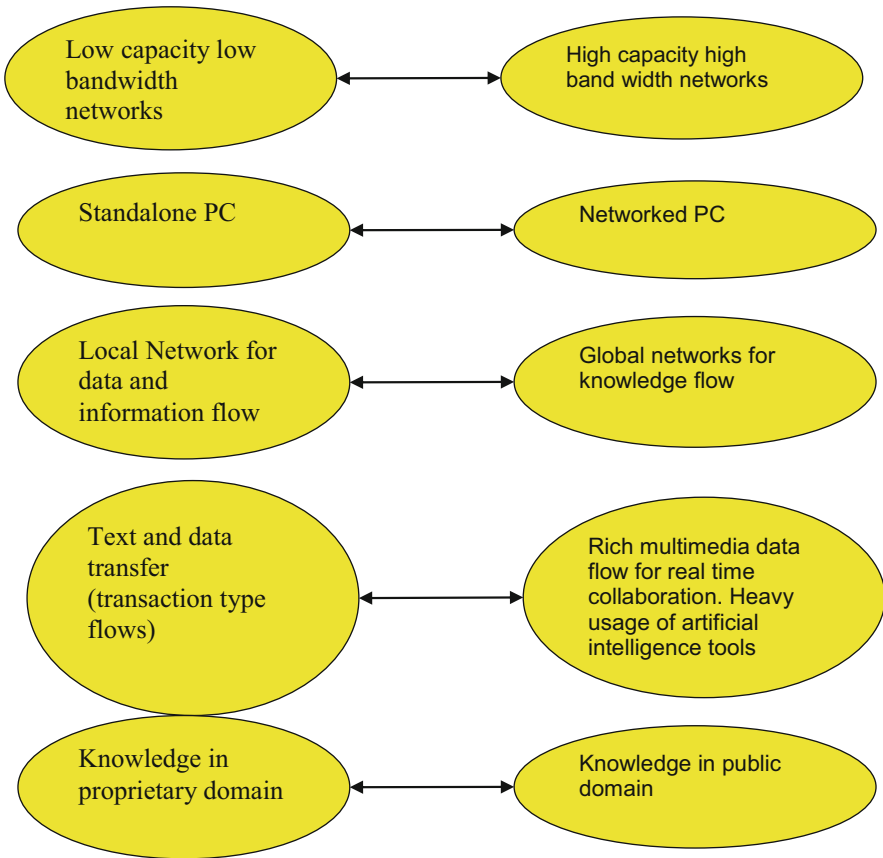 Low capacity low
bandwidth
networks
High capacity high
band width networks
Standalone PC
Networked PC
Local Network for
data and
information flow
Global networks for
knowledge flow
Text and data
transfer
(transaction type
flows)
Rich multimedia data
flow for real time
collaboration. Heavy
usage of artificial
intelligence tools
Knowledge in
proprietary domain
Knowledge in public
domain